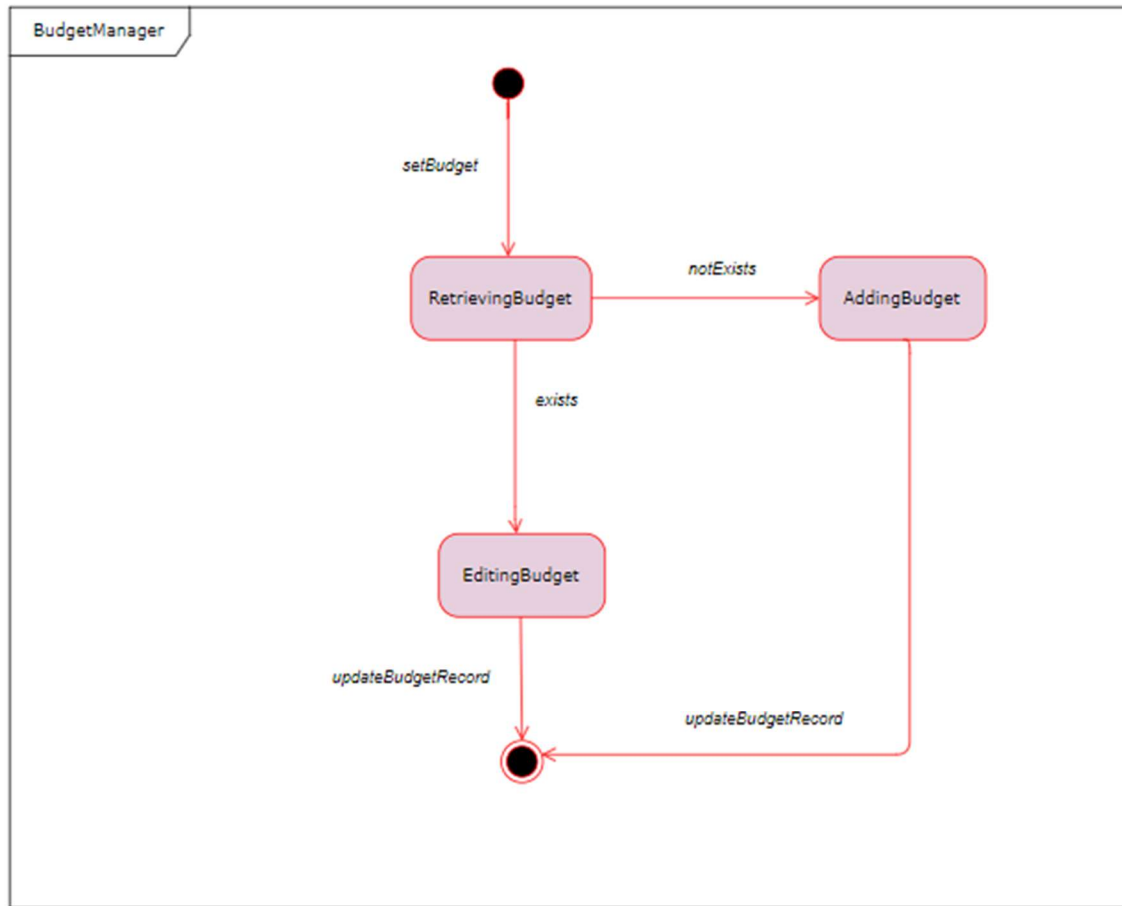 BudgetManager
setBudget
notExists
RetrievingBudget
AddingBudget
exists
EditingBudget
updateBudgetRecord
updateBudgetRecord